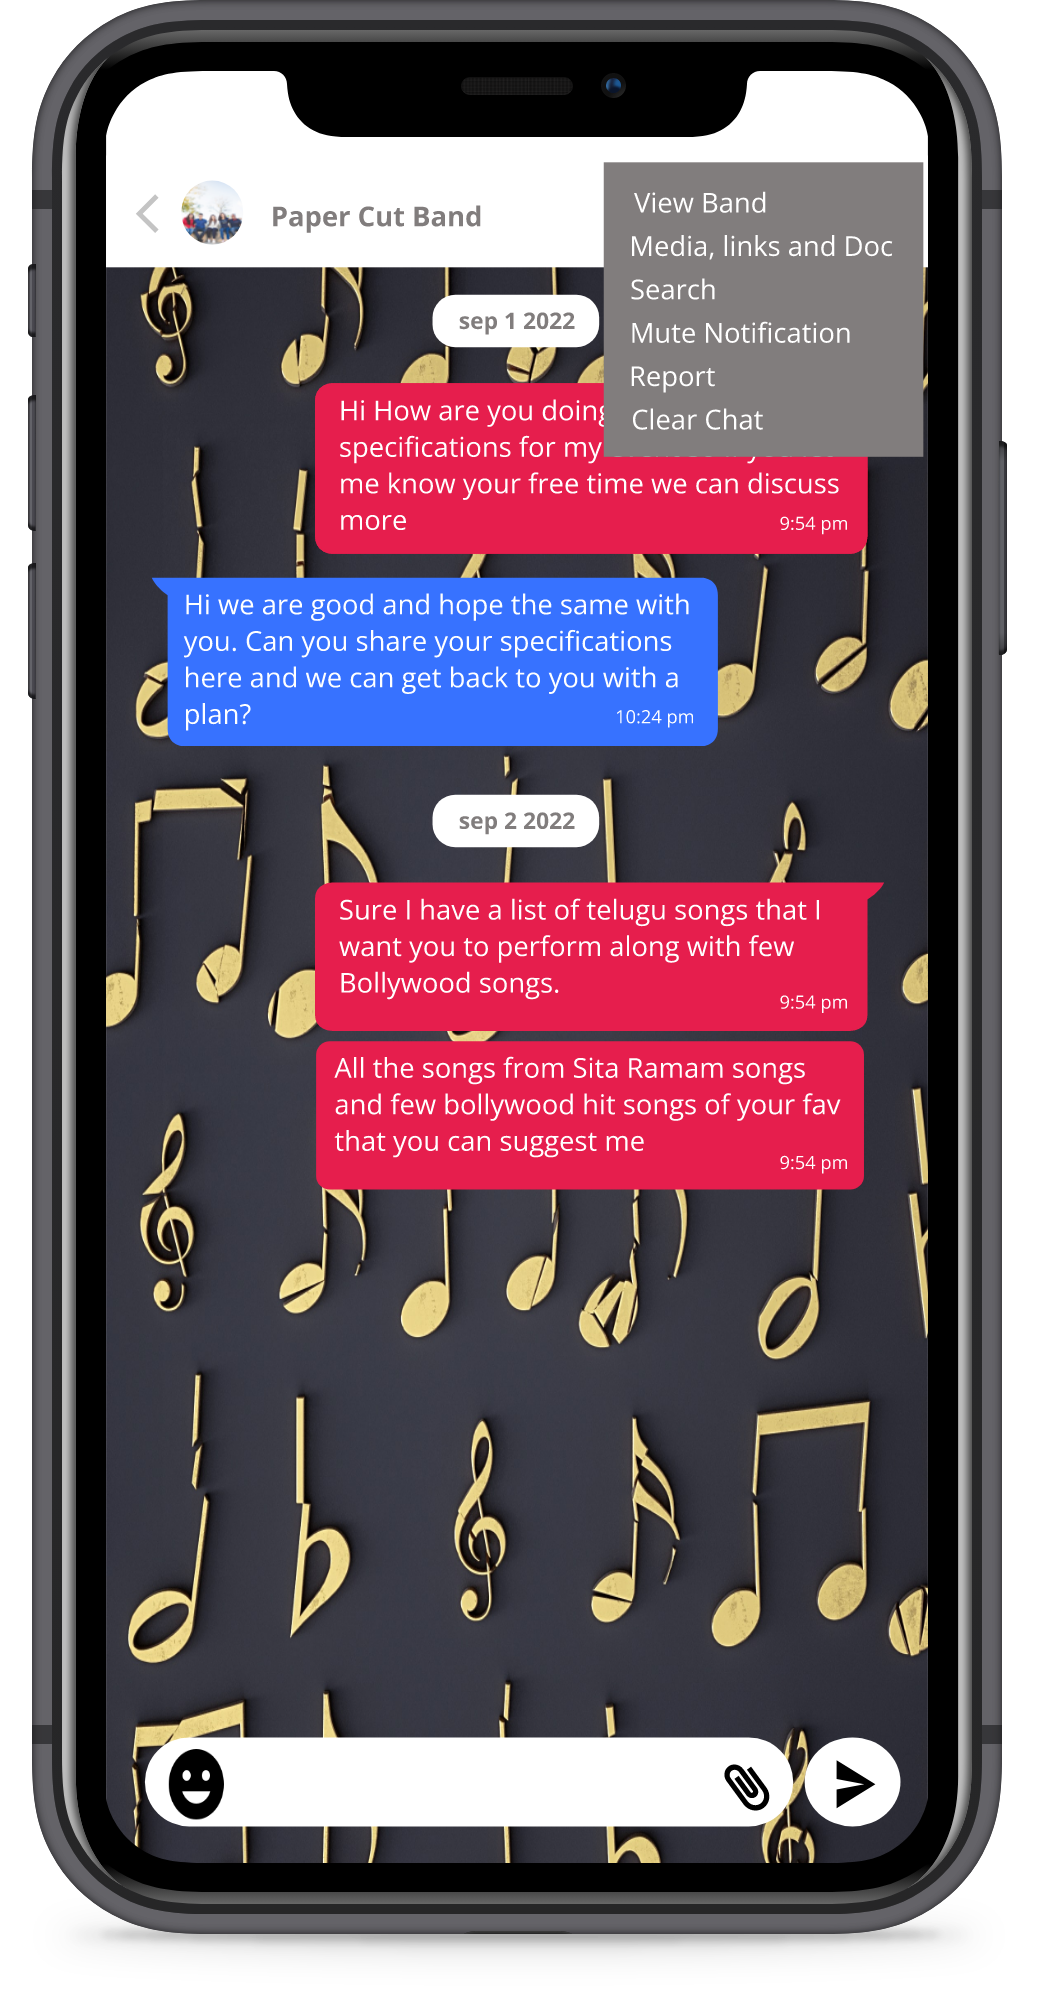 Paper Cut Band
View Band
Media, links and Doc
Search
Mute Notification
Report
Clear Chat
sep 1 2022
Hi How are you doing
specifications for my
me know your free time we can discuss
more
9:54 pm
Hi we are good and hope the same with
you. Can you share your specifications
here and we can get back to you with a
plan?
10:24 pm
sep 2 2022
Sure I have a list of telugu songs that I
want you to perform along with few
Bollywood songs.
9:54 pm
All the songs from Sita Ramam songs
and few bollywood hit songs of your fav
that you can suggest me
9:54 pm